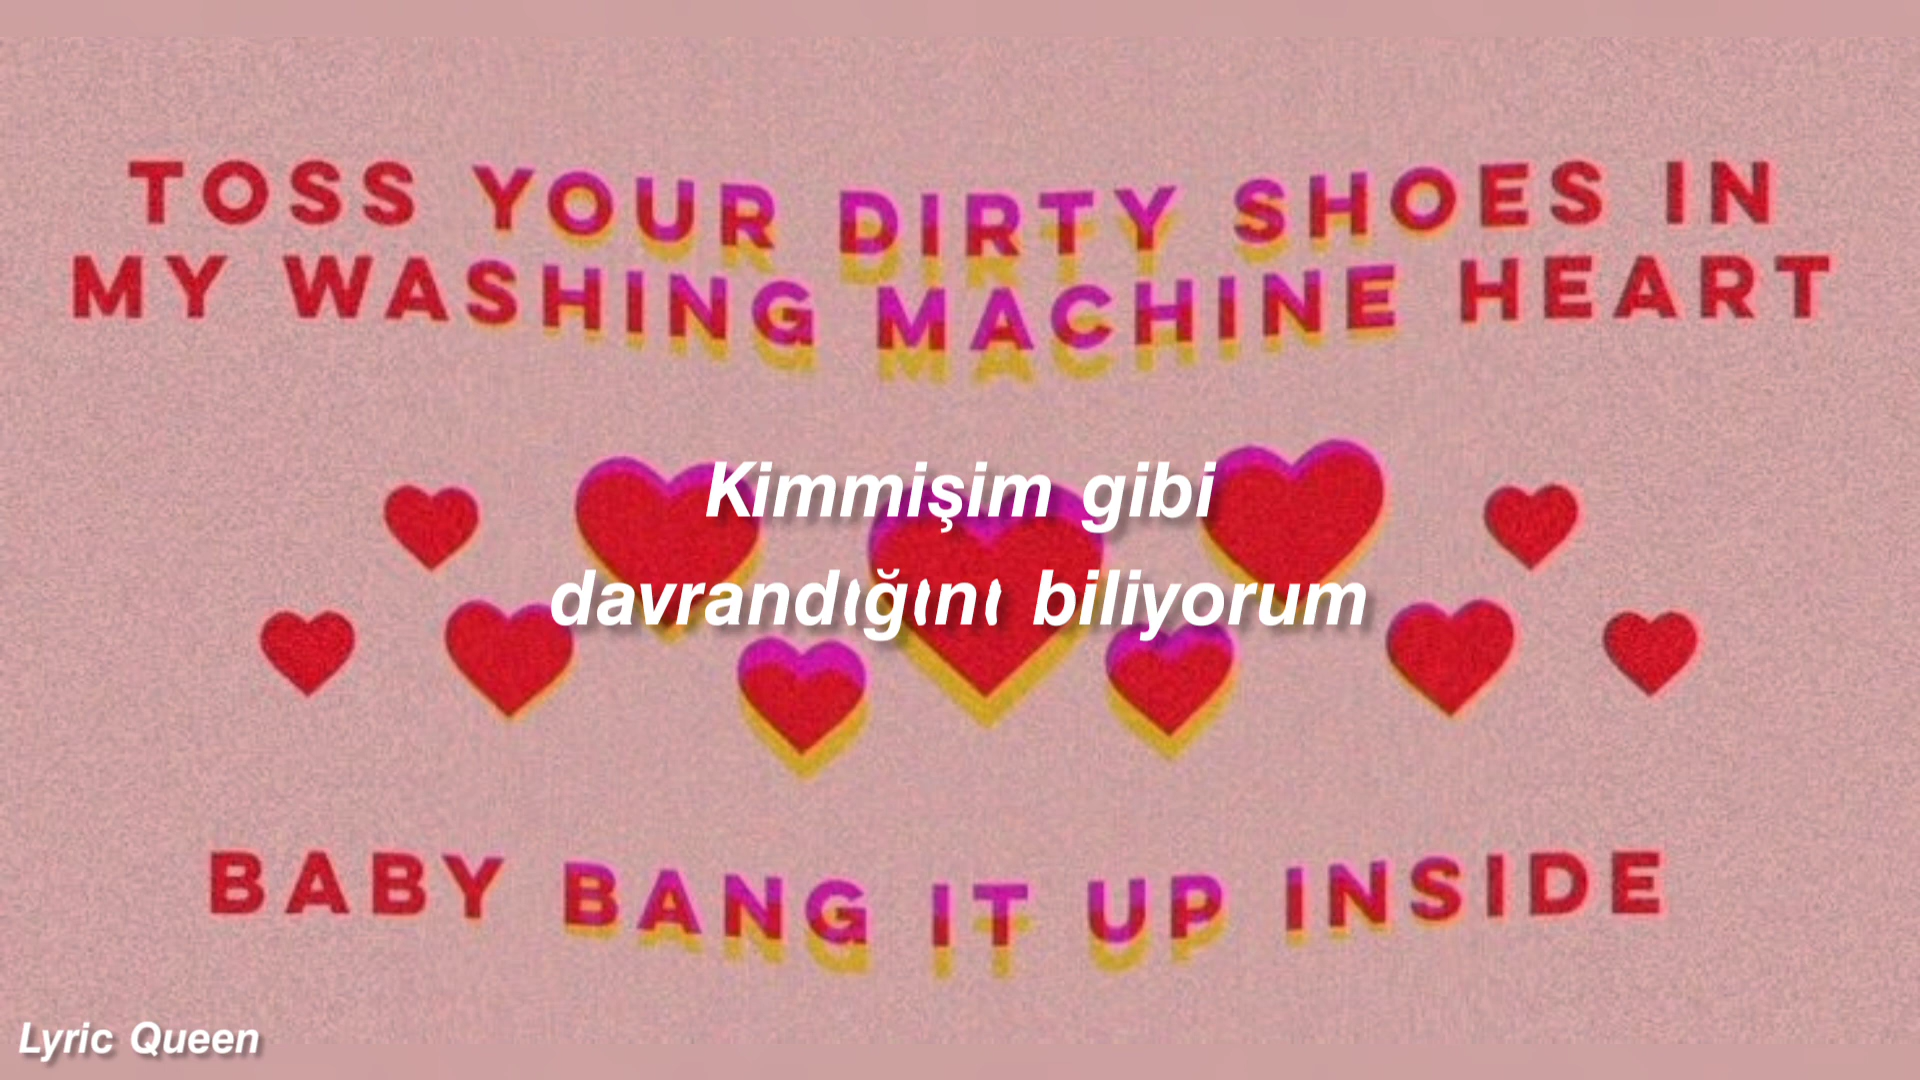 TOSS YOUR DIRTY SHOES IN
MY WASHING MACHINE HEART
Kimmişim gibi
davrandığını biliyorum
BABY BANG IT UP INSIDE
Lyric Queen